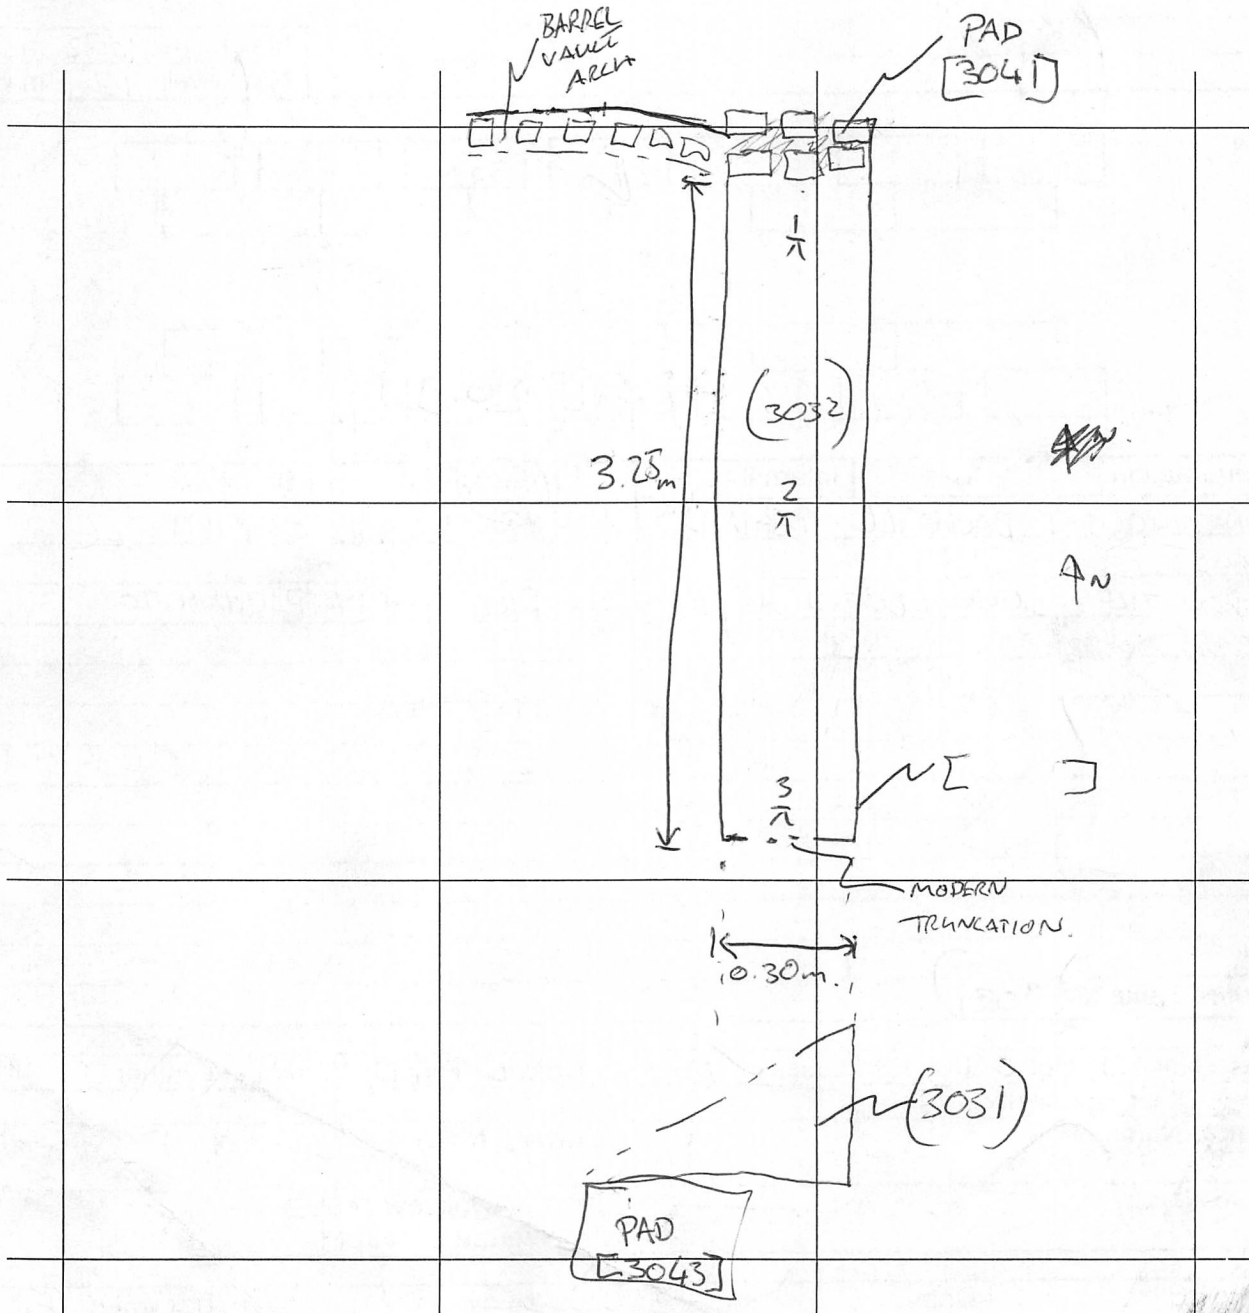 BARREL
VAULT
ARCH
PAD
[3041]
1
(3032)
3.25m
2
N
3
[ ]
MODERN
TRUNCATION.
0.30m.
(3031)
PAD
[3043]